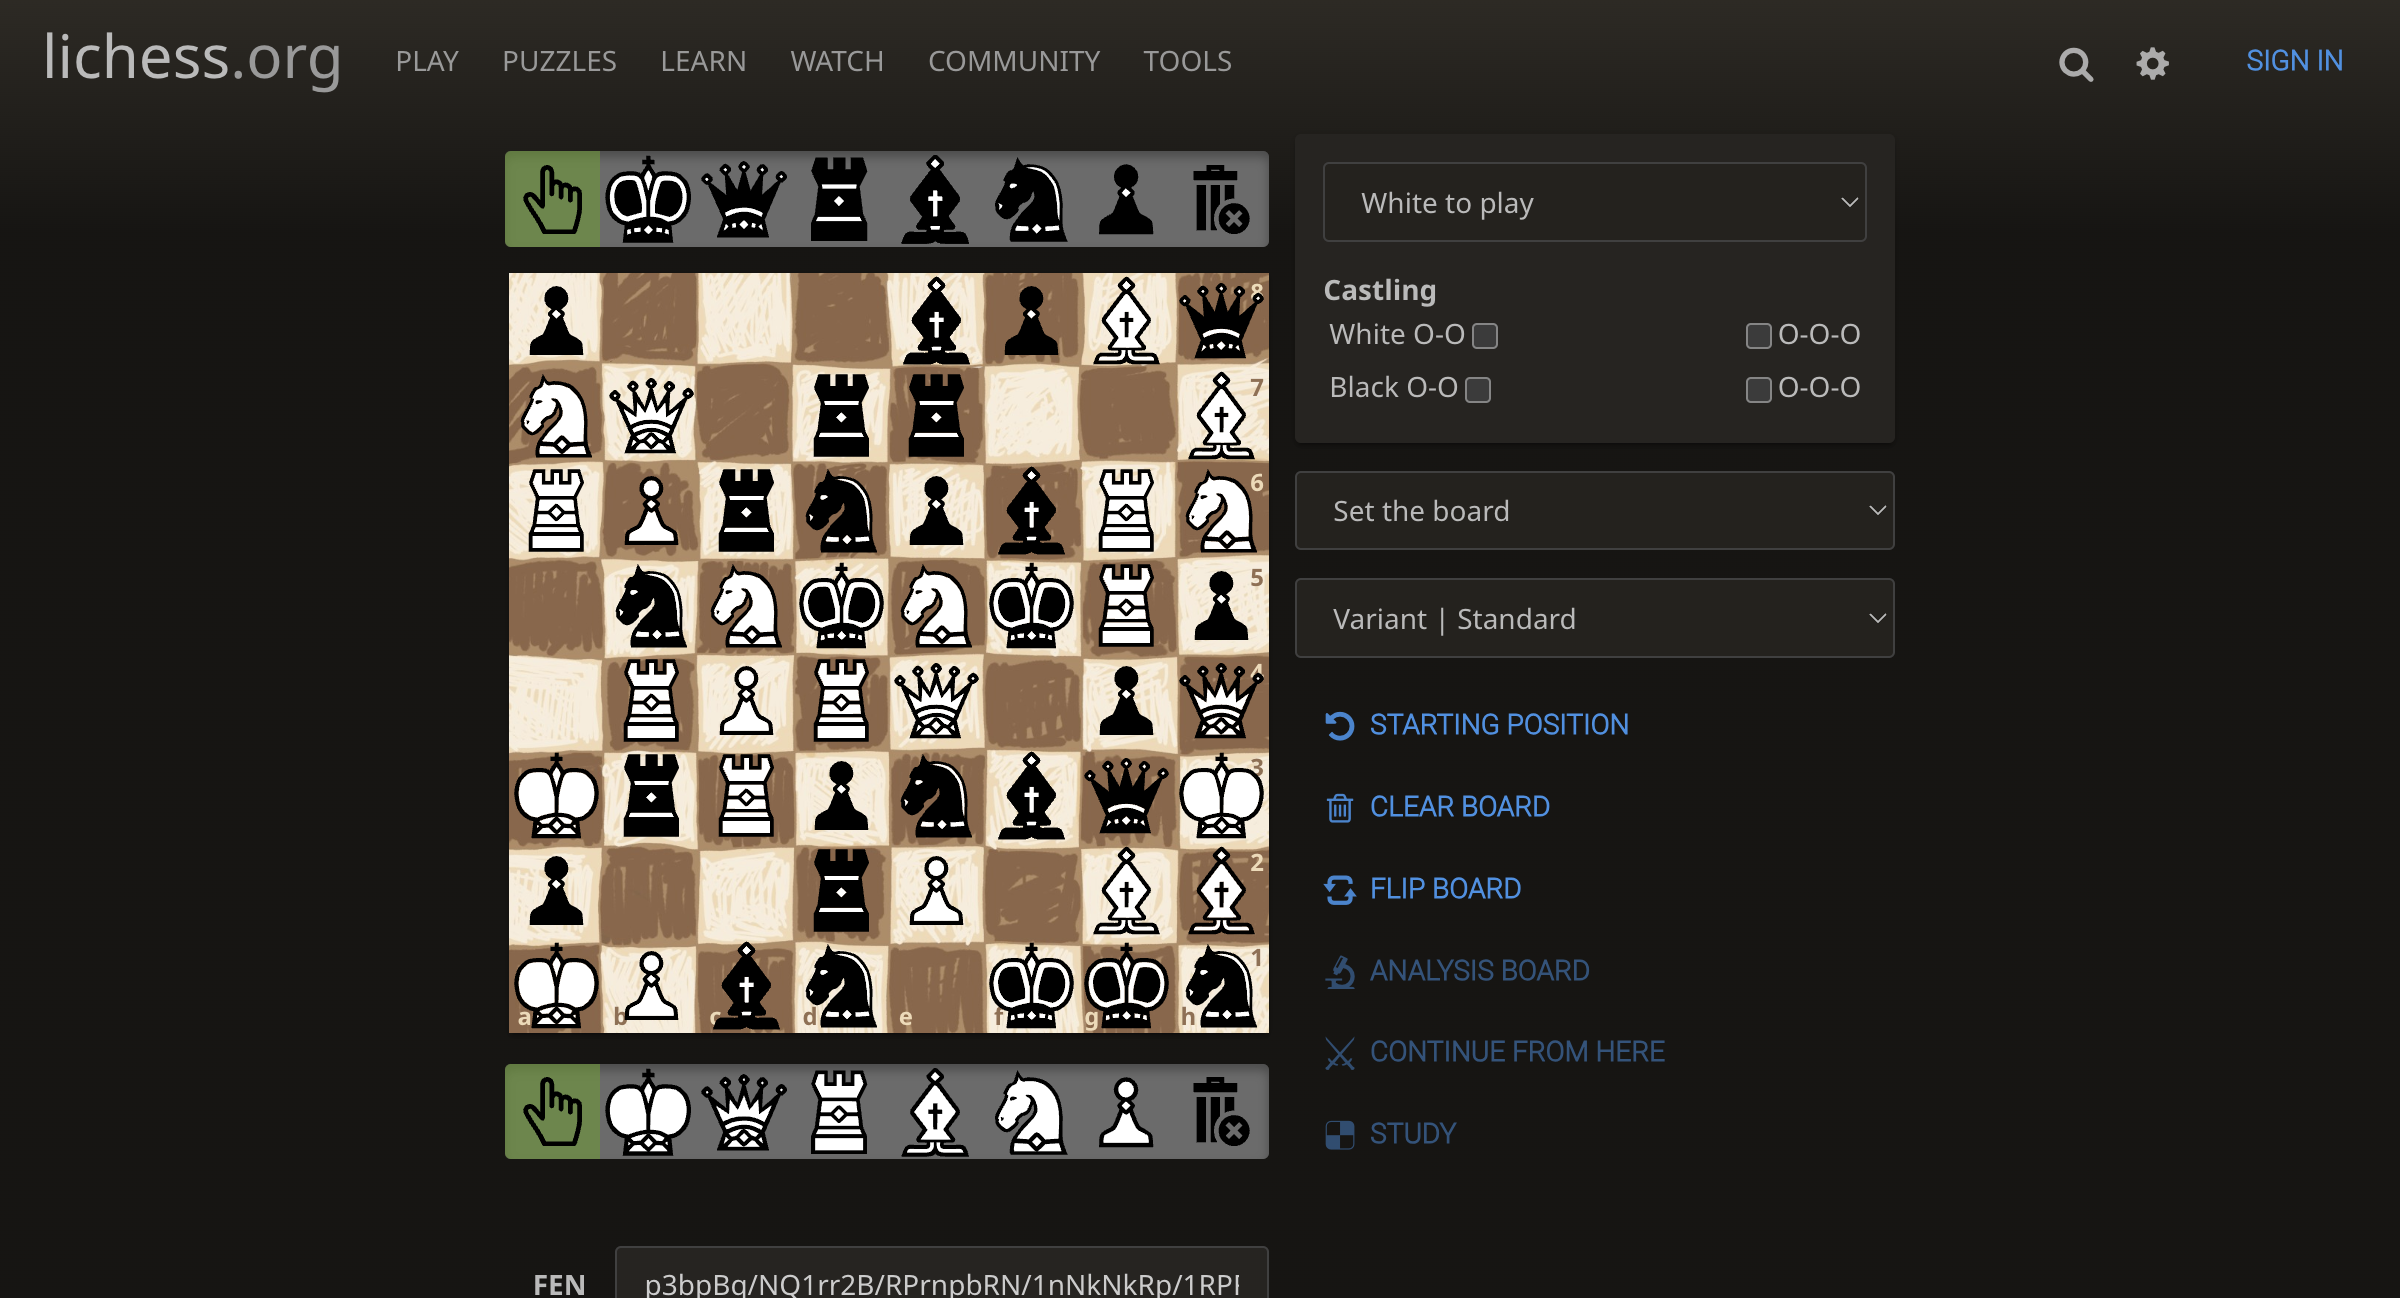 lichess.org PLAY PUZZLES LEARN WATCH COMMUNITY TOOLS SIGN IN
White to play
Castling
White O-O O-O-O
Black O-O O-O-O
Set the board
Variant | Standard
STARTING POSITION
CLEAR BOARD
FLIP BOARD
ANALYSIS BOARD
CONTINUE FROM HERE
STUDY
8
7
6
5
4
3
2
1
a b c d e f g h
FEN p3bpBq/NQ1rr2B/RPrnpbRN/1nNkNkRp/1RP